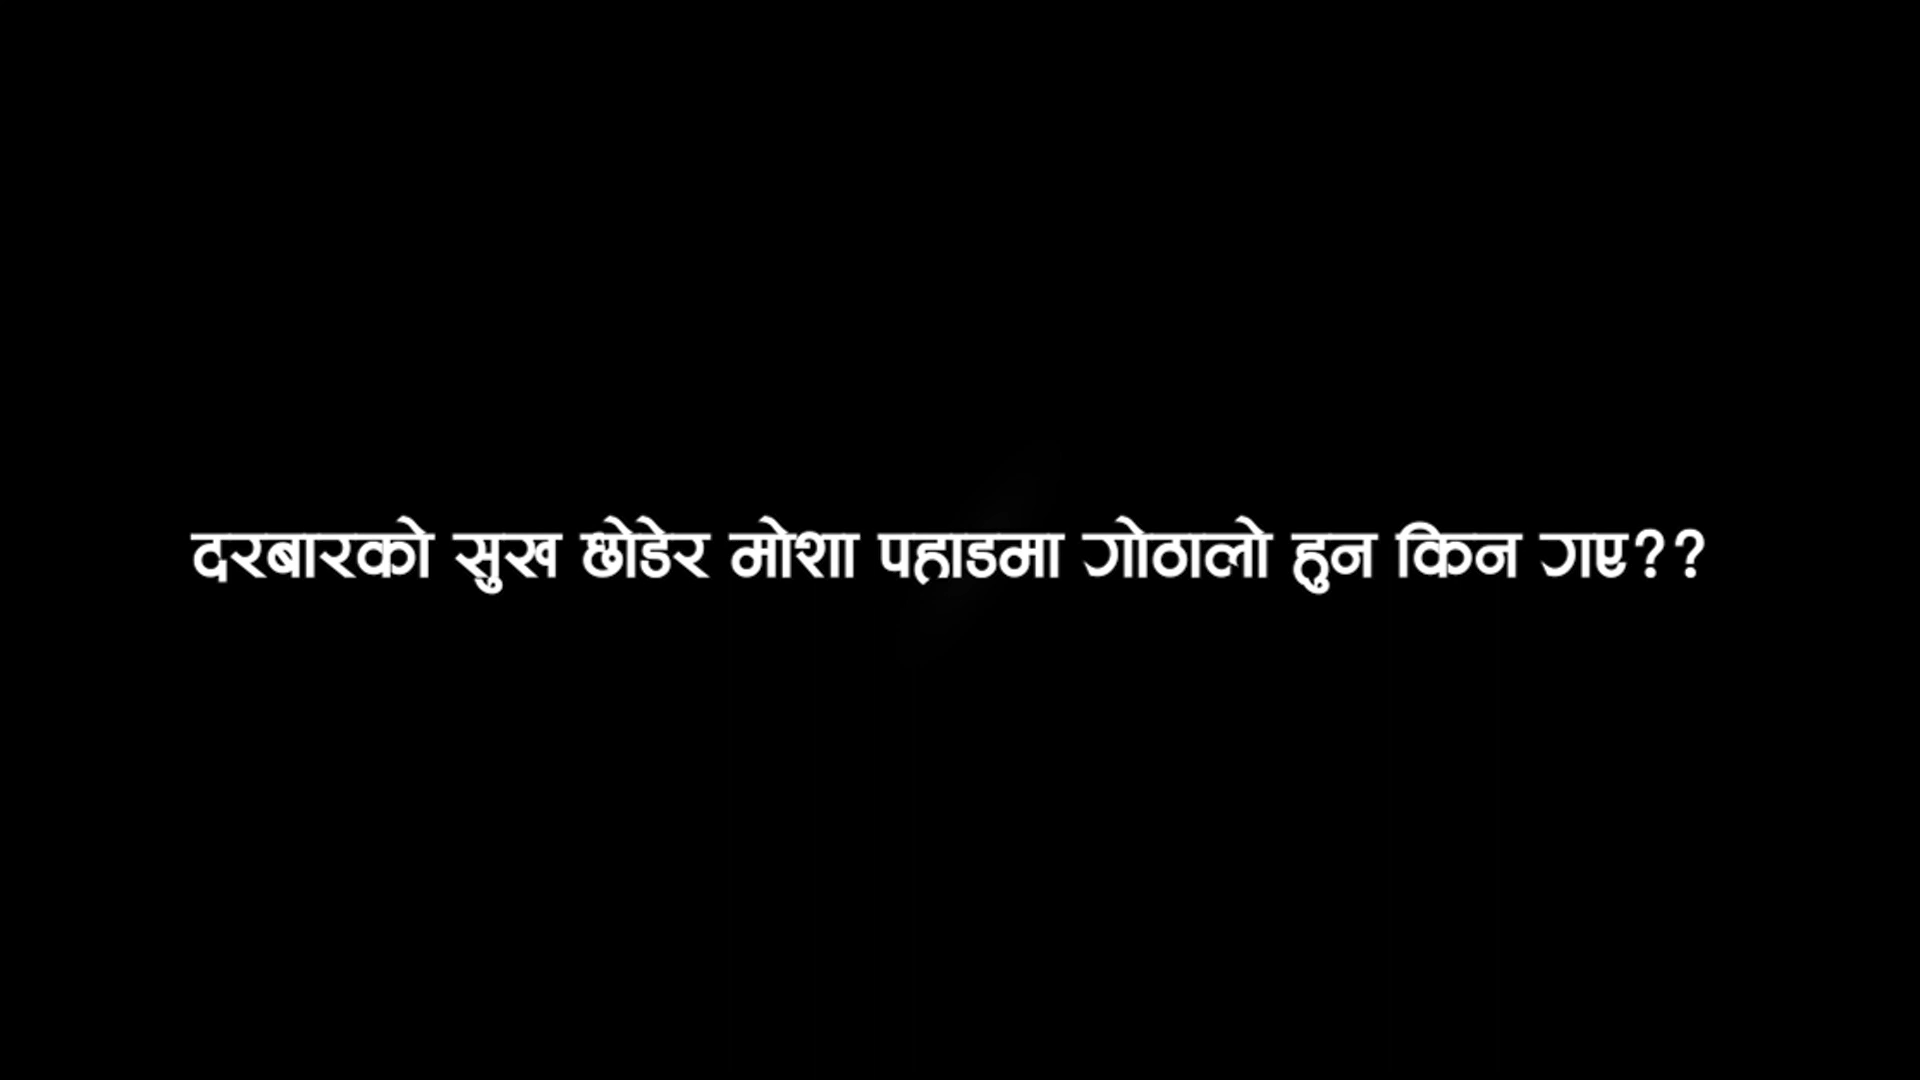 दरबारको सुख छोडेर मोशा पहाडमा गोठालो हुन किन गए??